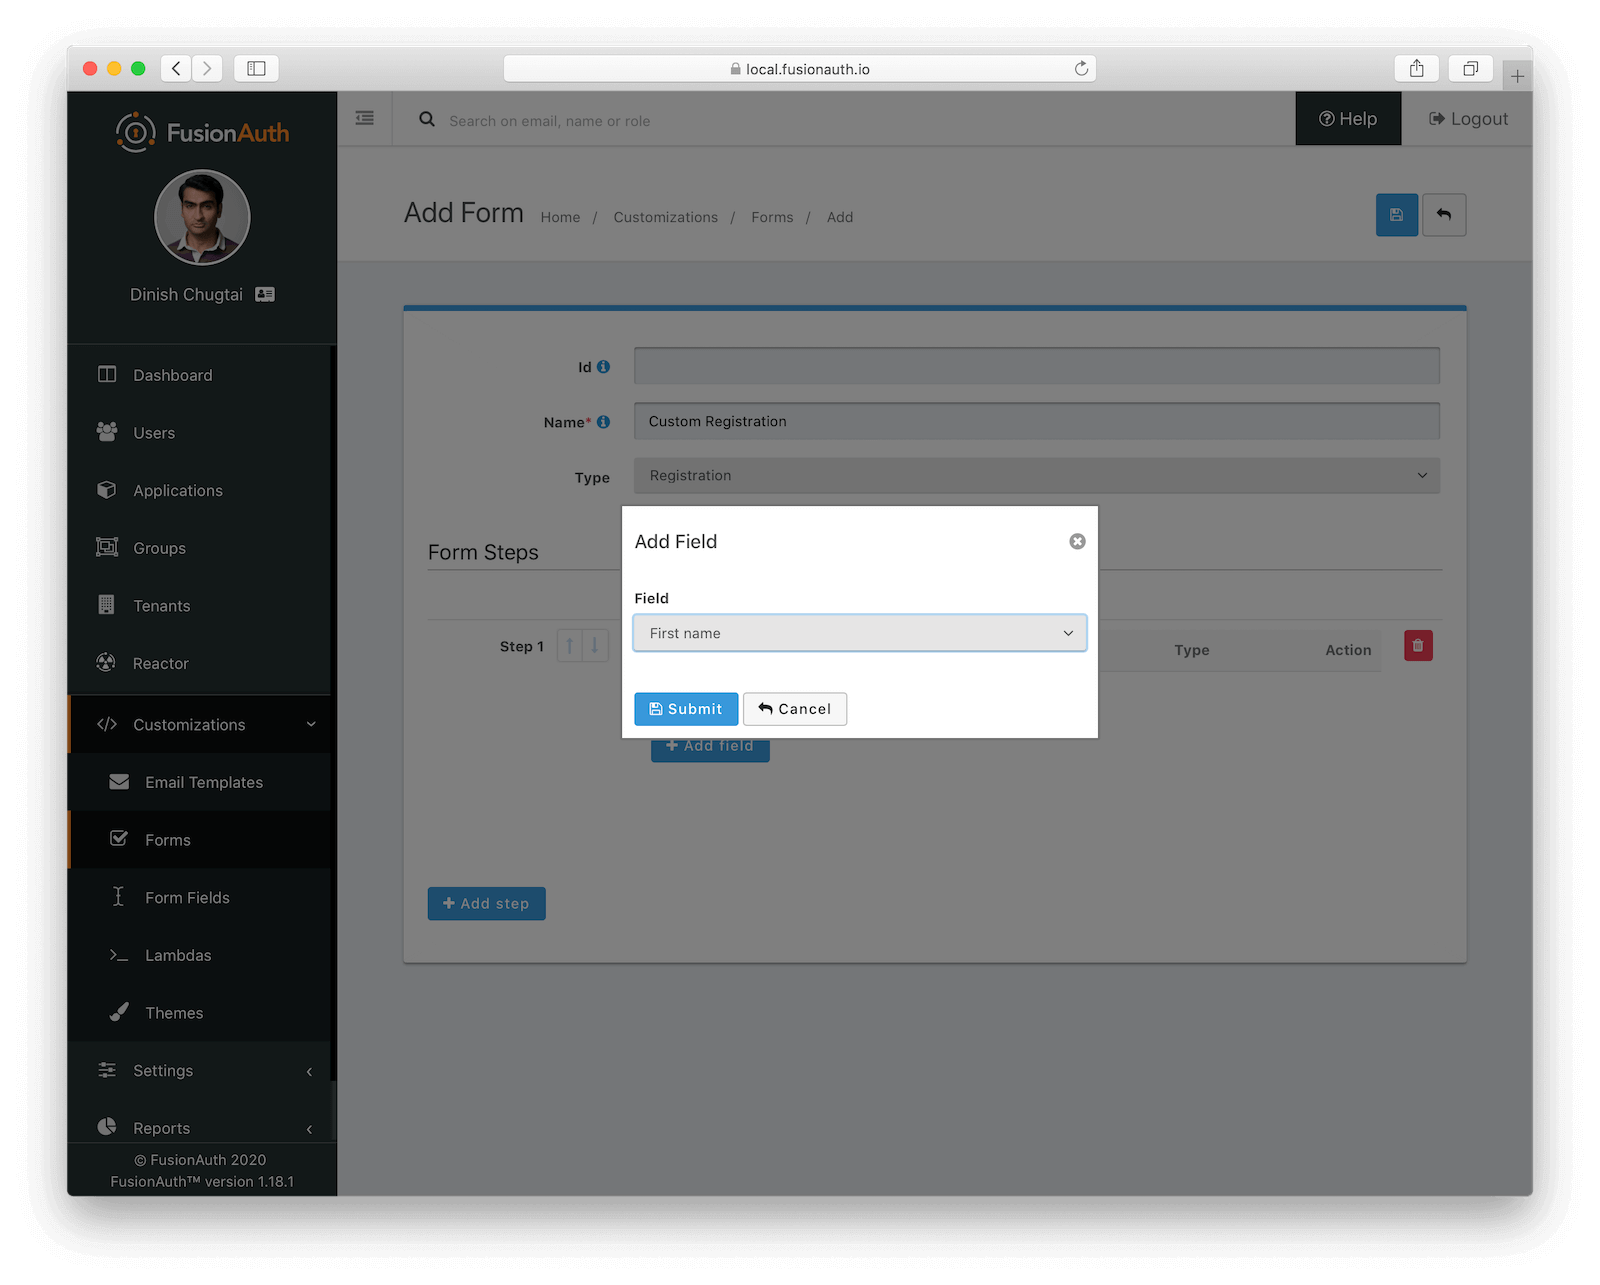 local.fusionauth.io
FusionAuth
Search on email, name or role
Help
Logout
Dinish Chugtai
Add Form
Home / Customizations / Forms / Add
Dashboard
Users
Applications
Groups
Tenants
Reactor
Customizations
Email Templates
Forms
Form Fields
Lambdas
Themes
Settings
Reports
© FusionAuth 2020
FusionAuth™ version 1.18.1
Id
Name* Custom Registration
Type Registration
Form Steps
Step 1
Type Action
Add Field
Field
First name
Submit Cancel
Add field
Add step